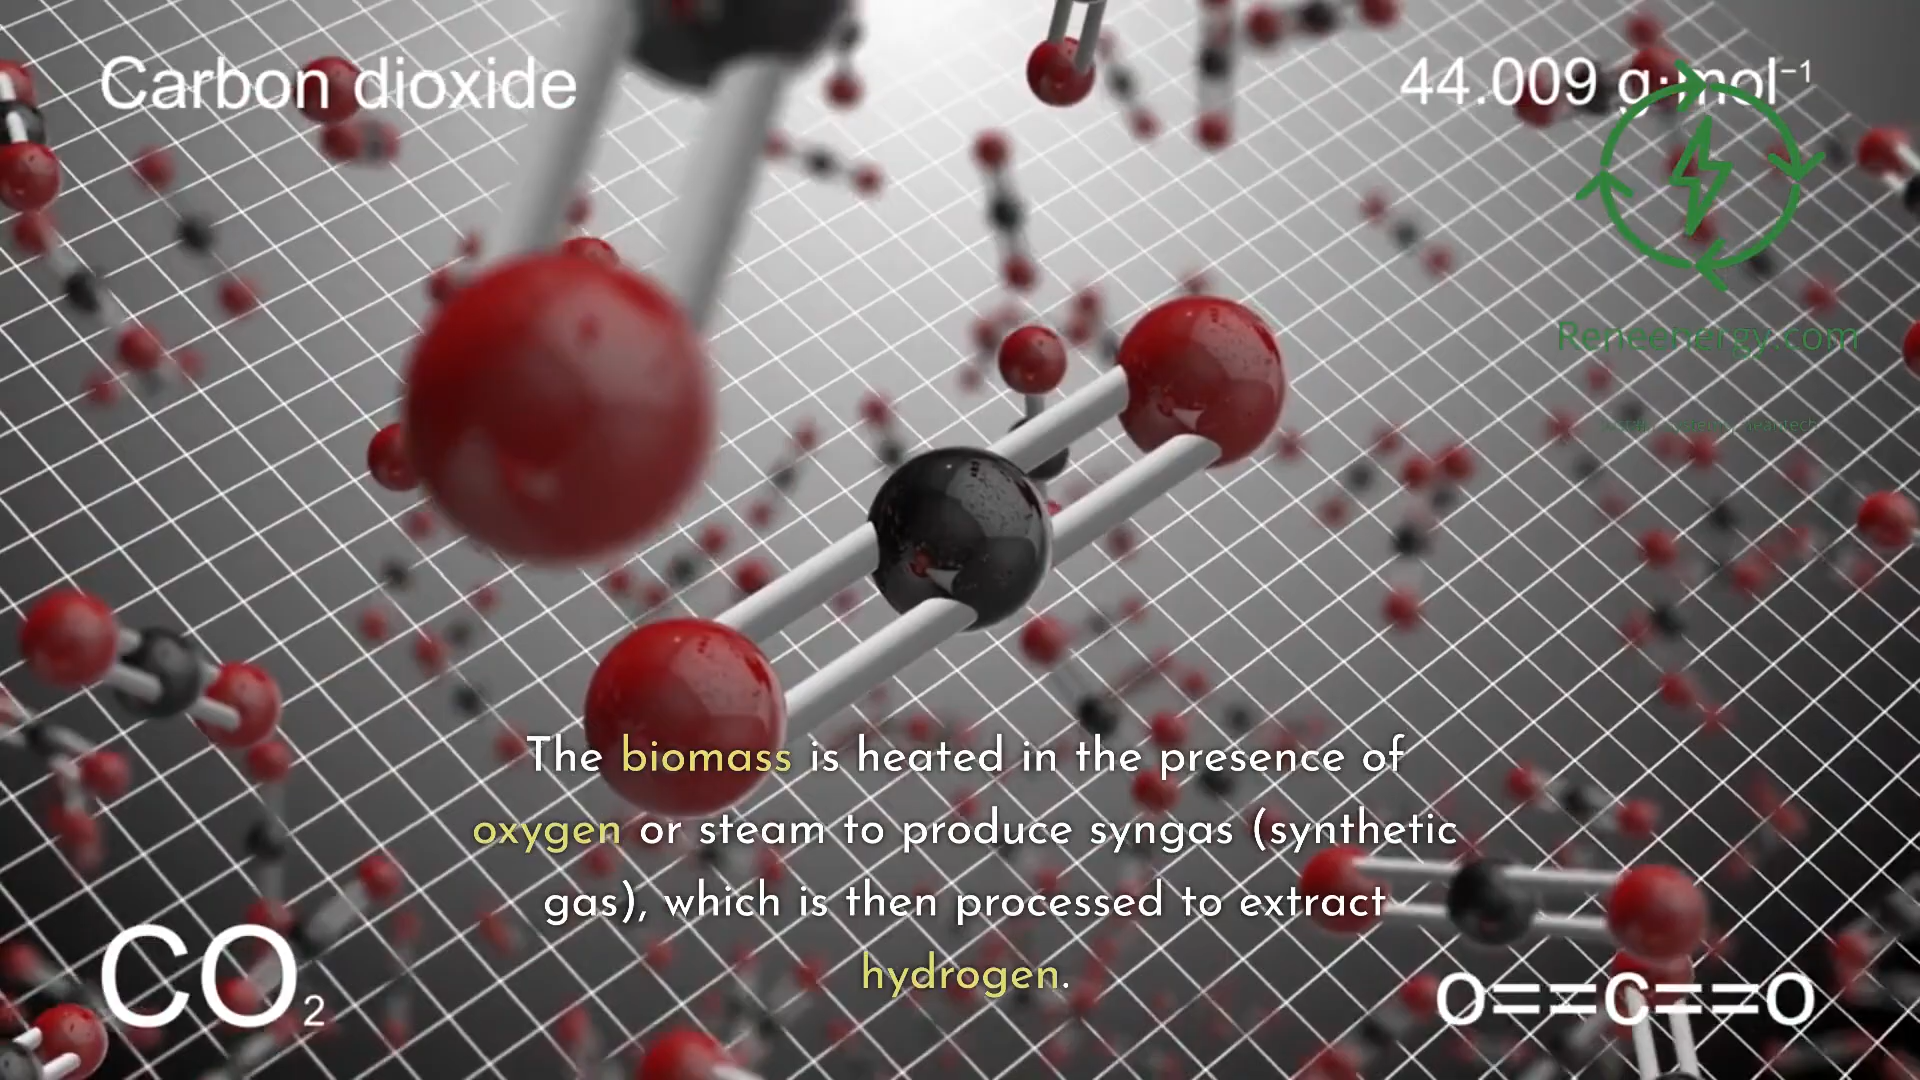 Carbon dioxide
44.009 g·mol⁻¹
Reneenergy.com
The biomass is heated in the presence of
oxygen or steam to produce syngas (synthetic
gas), which is then processed to extract
hydrogen.
CO₂
O==C==O